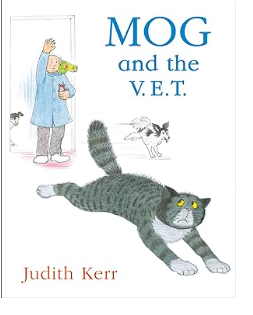 MOG
and the
V.E.T.
Judith Kerr